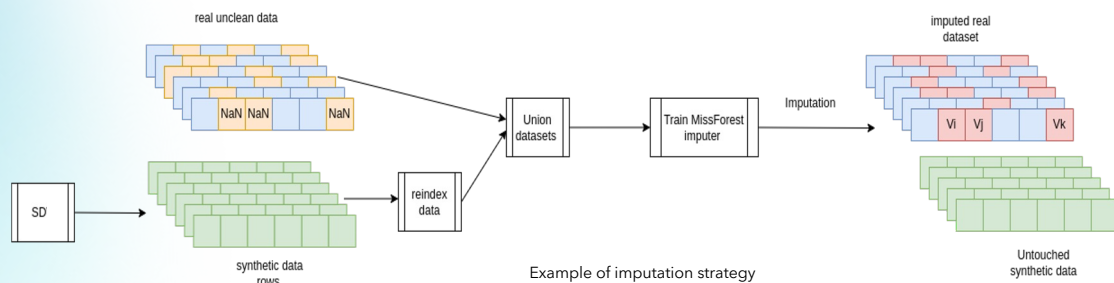 real unclean data
NaN
NaN
NaN
SD
synthetic data
rows
reindex
data
Union
datasets
Train MissForest
imputer
Imputation
imputed real
dataset
Vi
Vj
Vk
Untouched
synthetic data
Example of imputation strategy